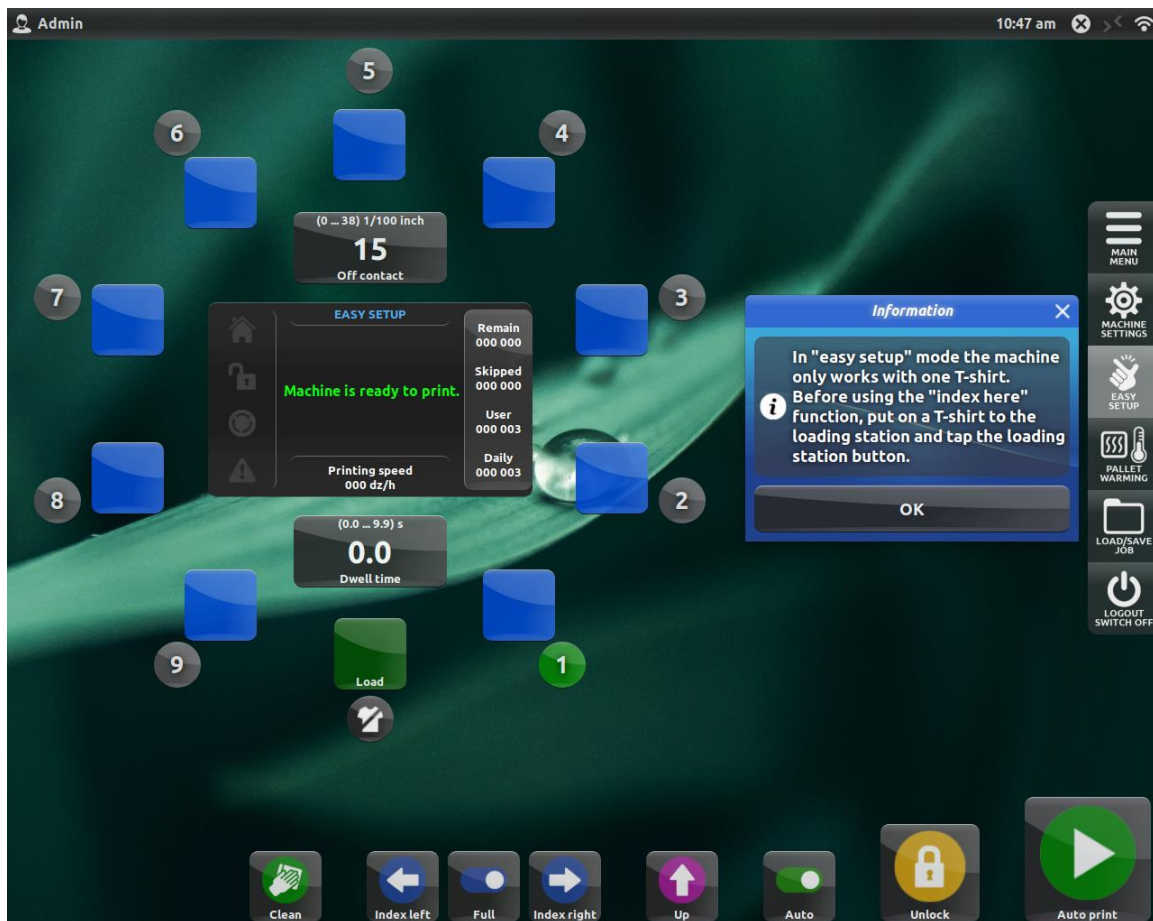 Admin
10:47 am
5
6
4
(0 ... 38) 1/100 inch
15
Off contact
7
3
EASY SETUP
Machine is ready to print.
Printing speed
000 dz/h
Remain
000 000
Skipped
000 000
User
000 003
Daily
000 003
8
2
(0.0 ... 9.9) s
0.0
Dwell time
9
Load
1
Information
In "easy setup" mode the machine
only works with one T-shirt.
Before using the "index here"
function, put on a T-shirt to the
loading station and tap the loading
station button.
OK
MAIN
MENU
MACHINE
SETTINGS
EASY
SETUP
PALLET
WARMING
LOAD/SAVE
JOB
LOGOUT
SWITCH OFF
Clean
Index left
Full
Index right
Up
Auto
Unlock
Auto print